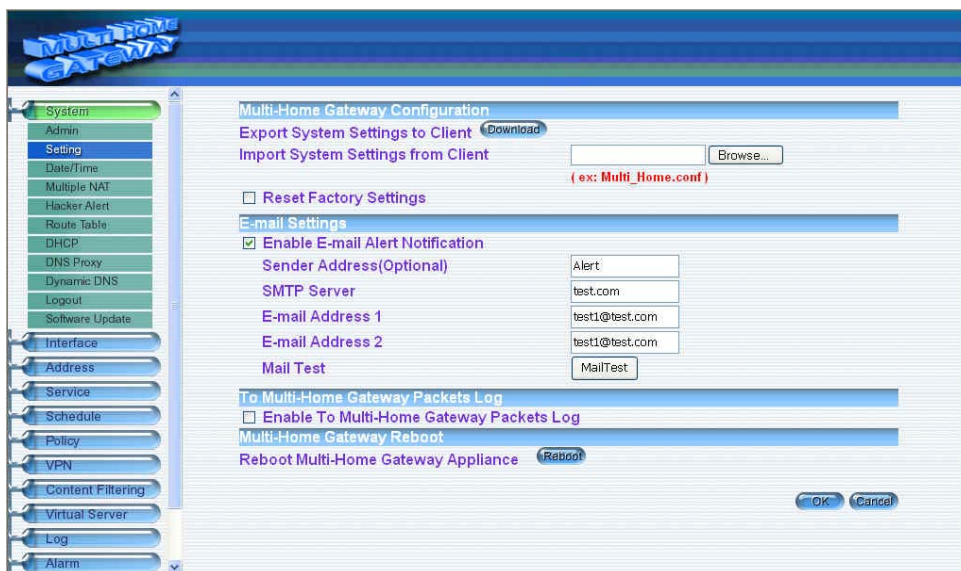 MULTI HOME
GATEWAY
System
Admin
Setting
Date/Time
Multiple NAT
Hacker Alert
Route Table
DHCP
DNS Proxy
Dynamic DNS
Logout
Software Update
Interface
Address
Service
Schedule
Policy
VPN
Content Filtering
Virtual Server
Log
Alarm
Multi-Home Gateway Configuration
Export System Settings to Client Download
Import System Settings from Client Browse...
( ex: Multi_Home.conf )
Reset Factory Settings
E-mail Settings
Enable E-mail Alert Notification
Sender Address(Optional) Alert
SMTP Server test.com
E-mail Address 1 test1@test.com
E-mail Address 2 test1@test.com
Mail Test MailTest
To Multi-Home Gateway Packets Log
Enable To Multi-Home Gateway Packets Log
Multi-Home Gateway Reboot
Reboot Multi-Home Gateway Appliance Reboot
OK Cancel